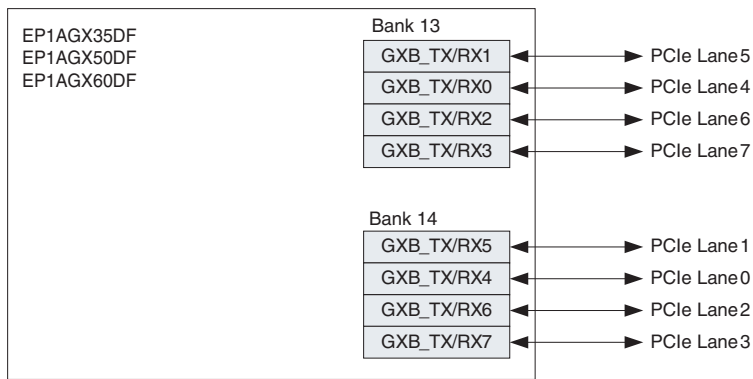 EP1AGX35DF
EP1AGX50DF
EP1AGX60DF
Bank 13
GXB_TX/RX1 PCIe Lane 5
GXB_TX/RX0 PCIe Lane 4
GXB_TX/RX2 PCIe Lane 6
GXB_TX/RX3 PCIe Lane 7
Bank 14
GXB_TX/RX5 PCIe Lane 1
GXB_TX/RX4 PCIe Lane 0
GXB_TX/RX6 PCIe Lane 2
GXB_TX/RX7 PCIe Lane 3